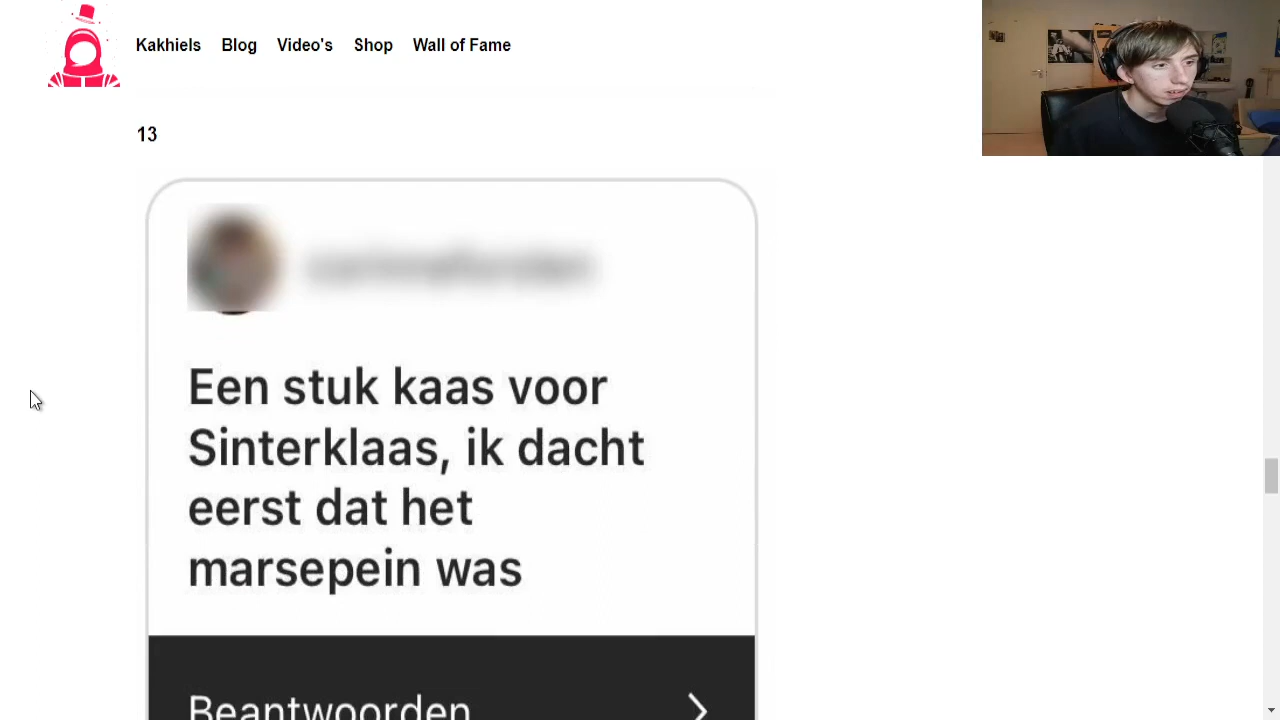 Kakhiels Blog Video's Shop Wall of Fame
13
Een stuk kaas voor
Sinterklaas, ik dacht
eerst dat het
marsepein was
Beantwoorden